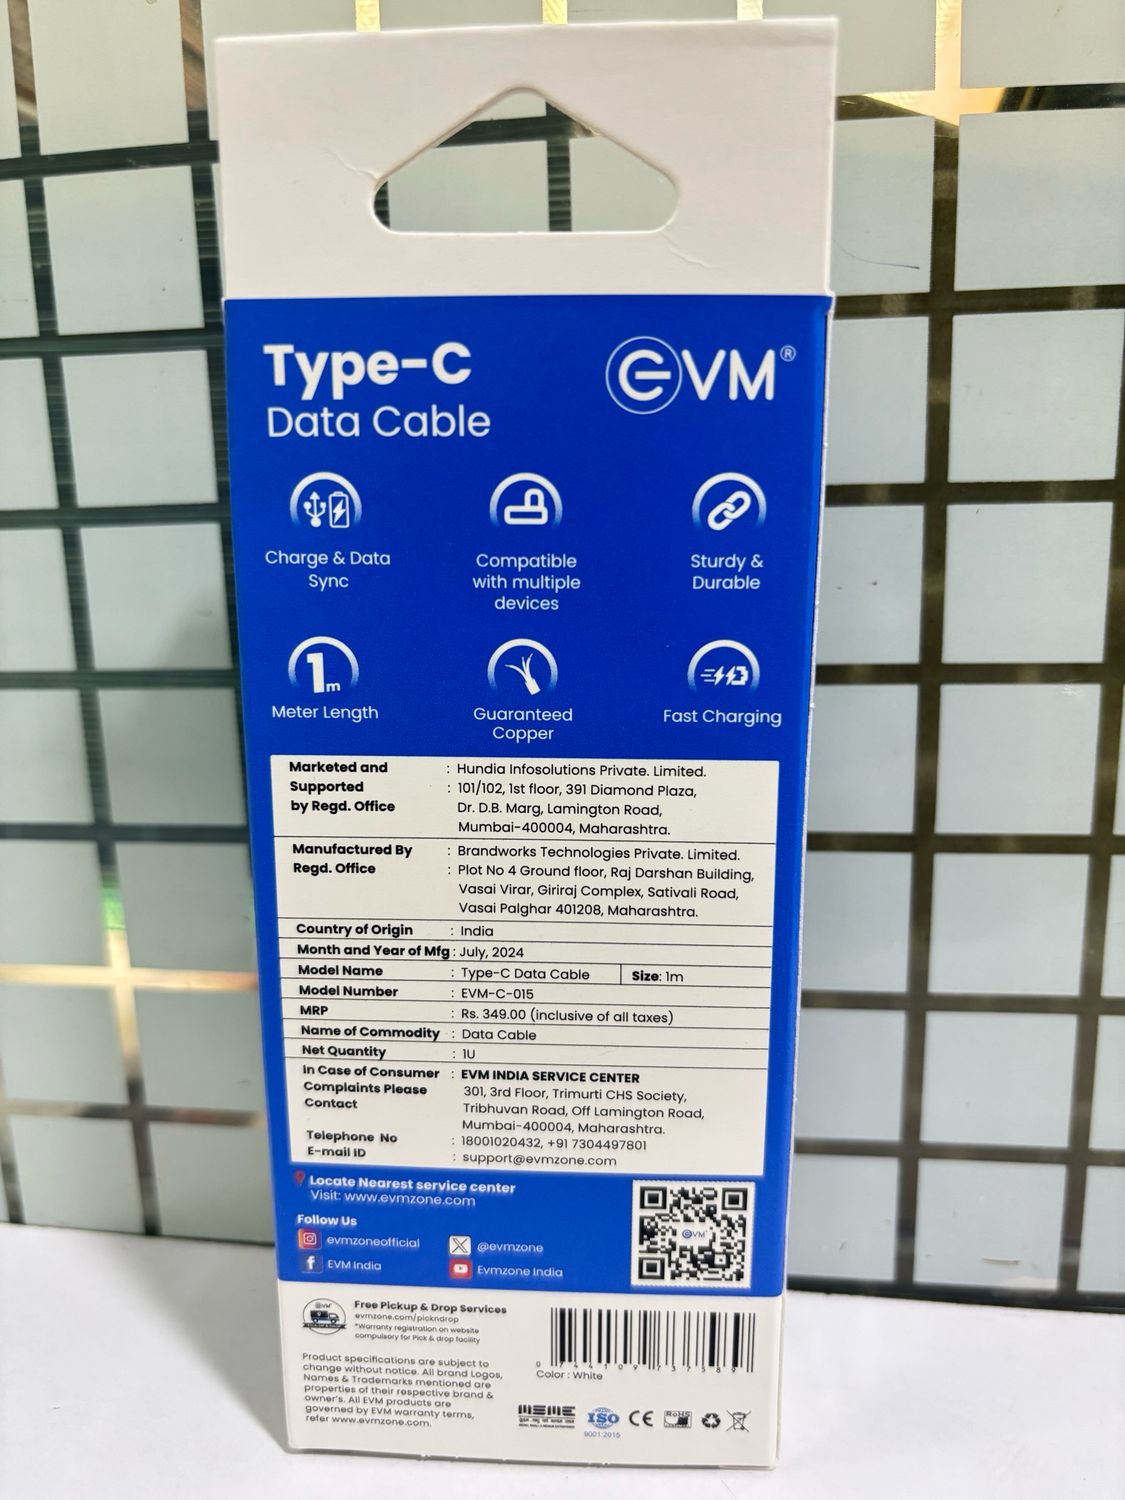 Type-C
Data Cable
EVM®
Charge & Data
Sync
Compatible
with multiple
devices
Sturdy &
Durable
1m
Meter Length
Guaranteed
Copper
Fast Charging
Marketed and : Hundia Infosolutions Private. Limited.
Supported : 101/102, 1st floor, 391 Diamond Plaza,
by Regd. Office Dr. D.B. Marg, Lamington Road,
Mumbai-400004, Maharashtra.
Manufactured By : Brandworks Technologies Private. Limited.
Regd. Office : Plot No 4 Ground floor, Raj Darshan Building,
Vasai Virar, Giriraj Complex, Sativali Road,
Vasai Palghar 401208, Maharashtra.
Country of Origin : India
Month and Year of Mfg : July, 2024
Model Name : Type-C Data Cable Size: 1m
Model Number : EVM-C-015
MRP : Rs. 349.00 (inclusive of all taxes)
Name of Commodity : Data Cable
Net Quantity : 1U
In Case of Consumer : EVM INDIA SERVICE CENTER
Complaints Please 301, 3rd Floor, Trimurti CHS Society,
Contact Tribhuvan Road, Off Lamington Road,
Mumbai-400004, Maharashtra.
Telephone No : 18001020432, +91 7304497801
E-mail ID : support@evmzone.com
Locate Nearest service center
Visit: www.evmzone.com
Follow Us
evmzoneofficial
@evmzone
EVM India
Evmzone India
EVM
Free Pickup & Drop Services
evmzone.com/pickndrop
*Warranty registration on website
compulsory for Pick & drop facility
Product specifications are subject to
change without notice. All brand Logos,
Names & Trademarks mentioned are
properties of their respective brand &
owner's. All EVM products are
governed by EVM warranty terms,
refer www.evmzone.com.
Color : White
MSME
ISO
9001:2015
CE
RoHS